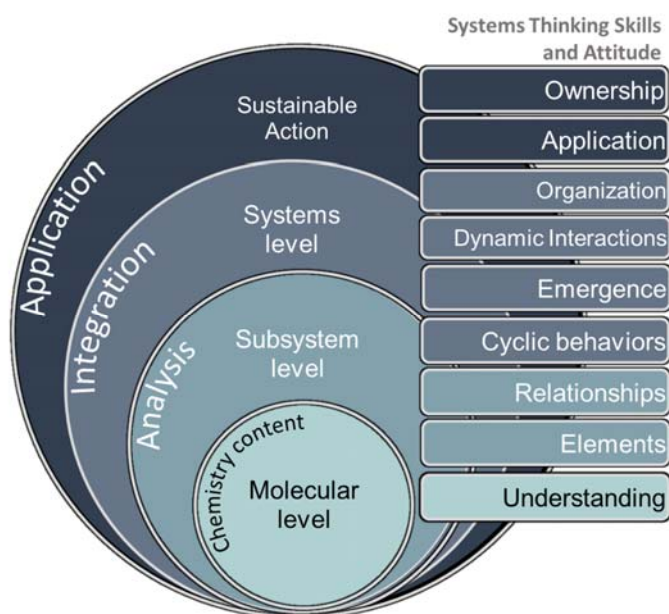 Systems Thinking Skills
and Attitude
Ownership
Application
Organization
Dynamic Interactions
Emergence
Cyclic behaviors
Relationships
Elements
Understanding
Application
Sustainable
Action
Integration
Systems
level
Analysis
Subsystem
level
Chemistry content
Molecular
level